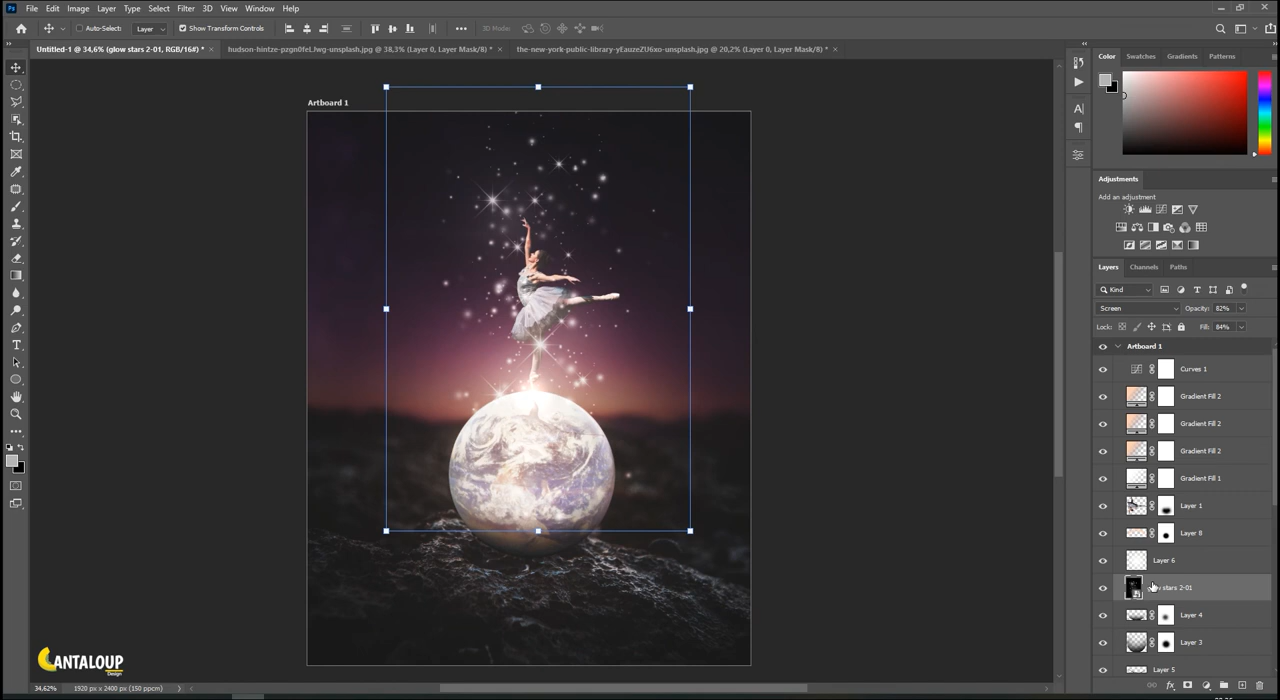 Ps File Edit Image Layer Type Select Filter 3D View Window Help
Auto-Select: Layer Show Transform Controls 3D Mode:
Untitled-1 @ 34,6% (glow stars 2-01, RGB/16#) * × hudson-hintze-pzgn0feI_lwg-unsplash.jpg @ 38,3% (Layer 0, Layer Mask/8) * × the-new-york-public-library-yEauzeZU6xo-unsplash.jpg @ 20,2% (Layer 0, Layer Mask/8) * ×
Color Swatches Gradients Patterns
Artboard 1
Adjustments
Add an adjustment
Layers Channels Paths
Kind
Screen Opacity: 82%
Lock: Fill: 84%
Artboard 1
Curves 1
Gradient Fill 2
Gradient Fill 2
Gradient Fill 2
Gradient Fill 1
Layer 1
Layer 8
Layer 6
stars 2-01
Layer 4
Layer 3
Layer 5
CANTALOUP
Design
34,62% 1920 px x 2400 px (150 ppcm)